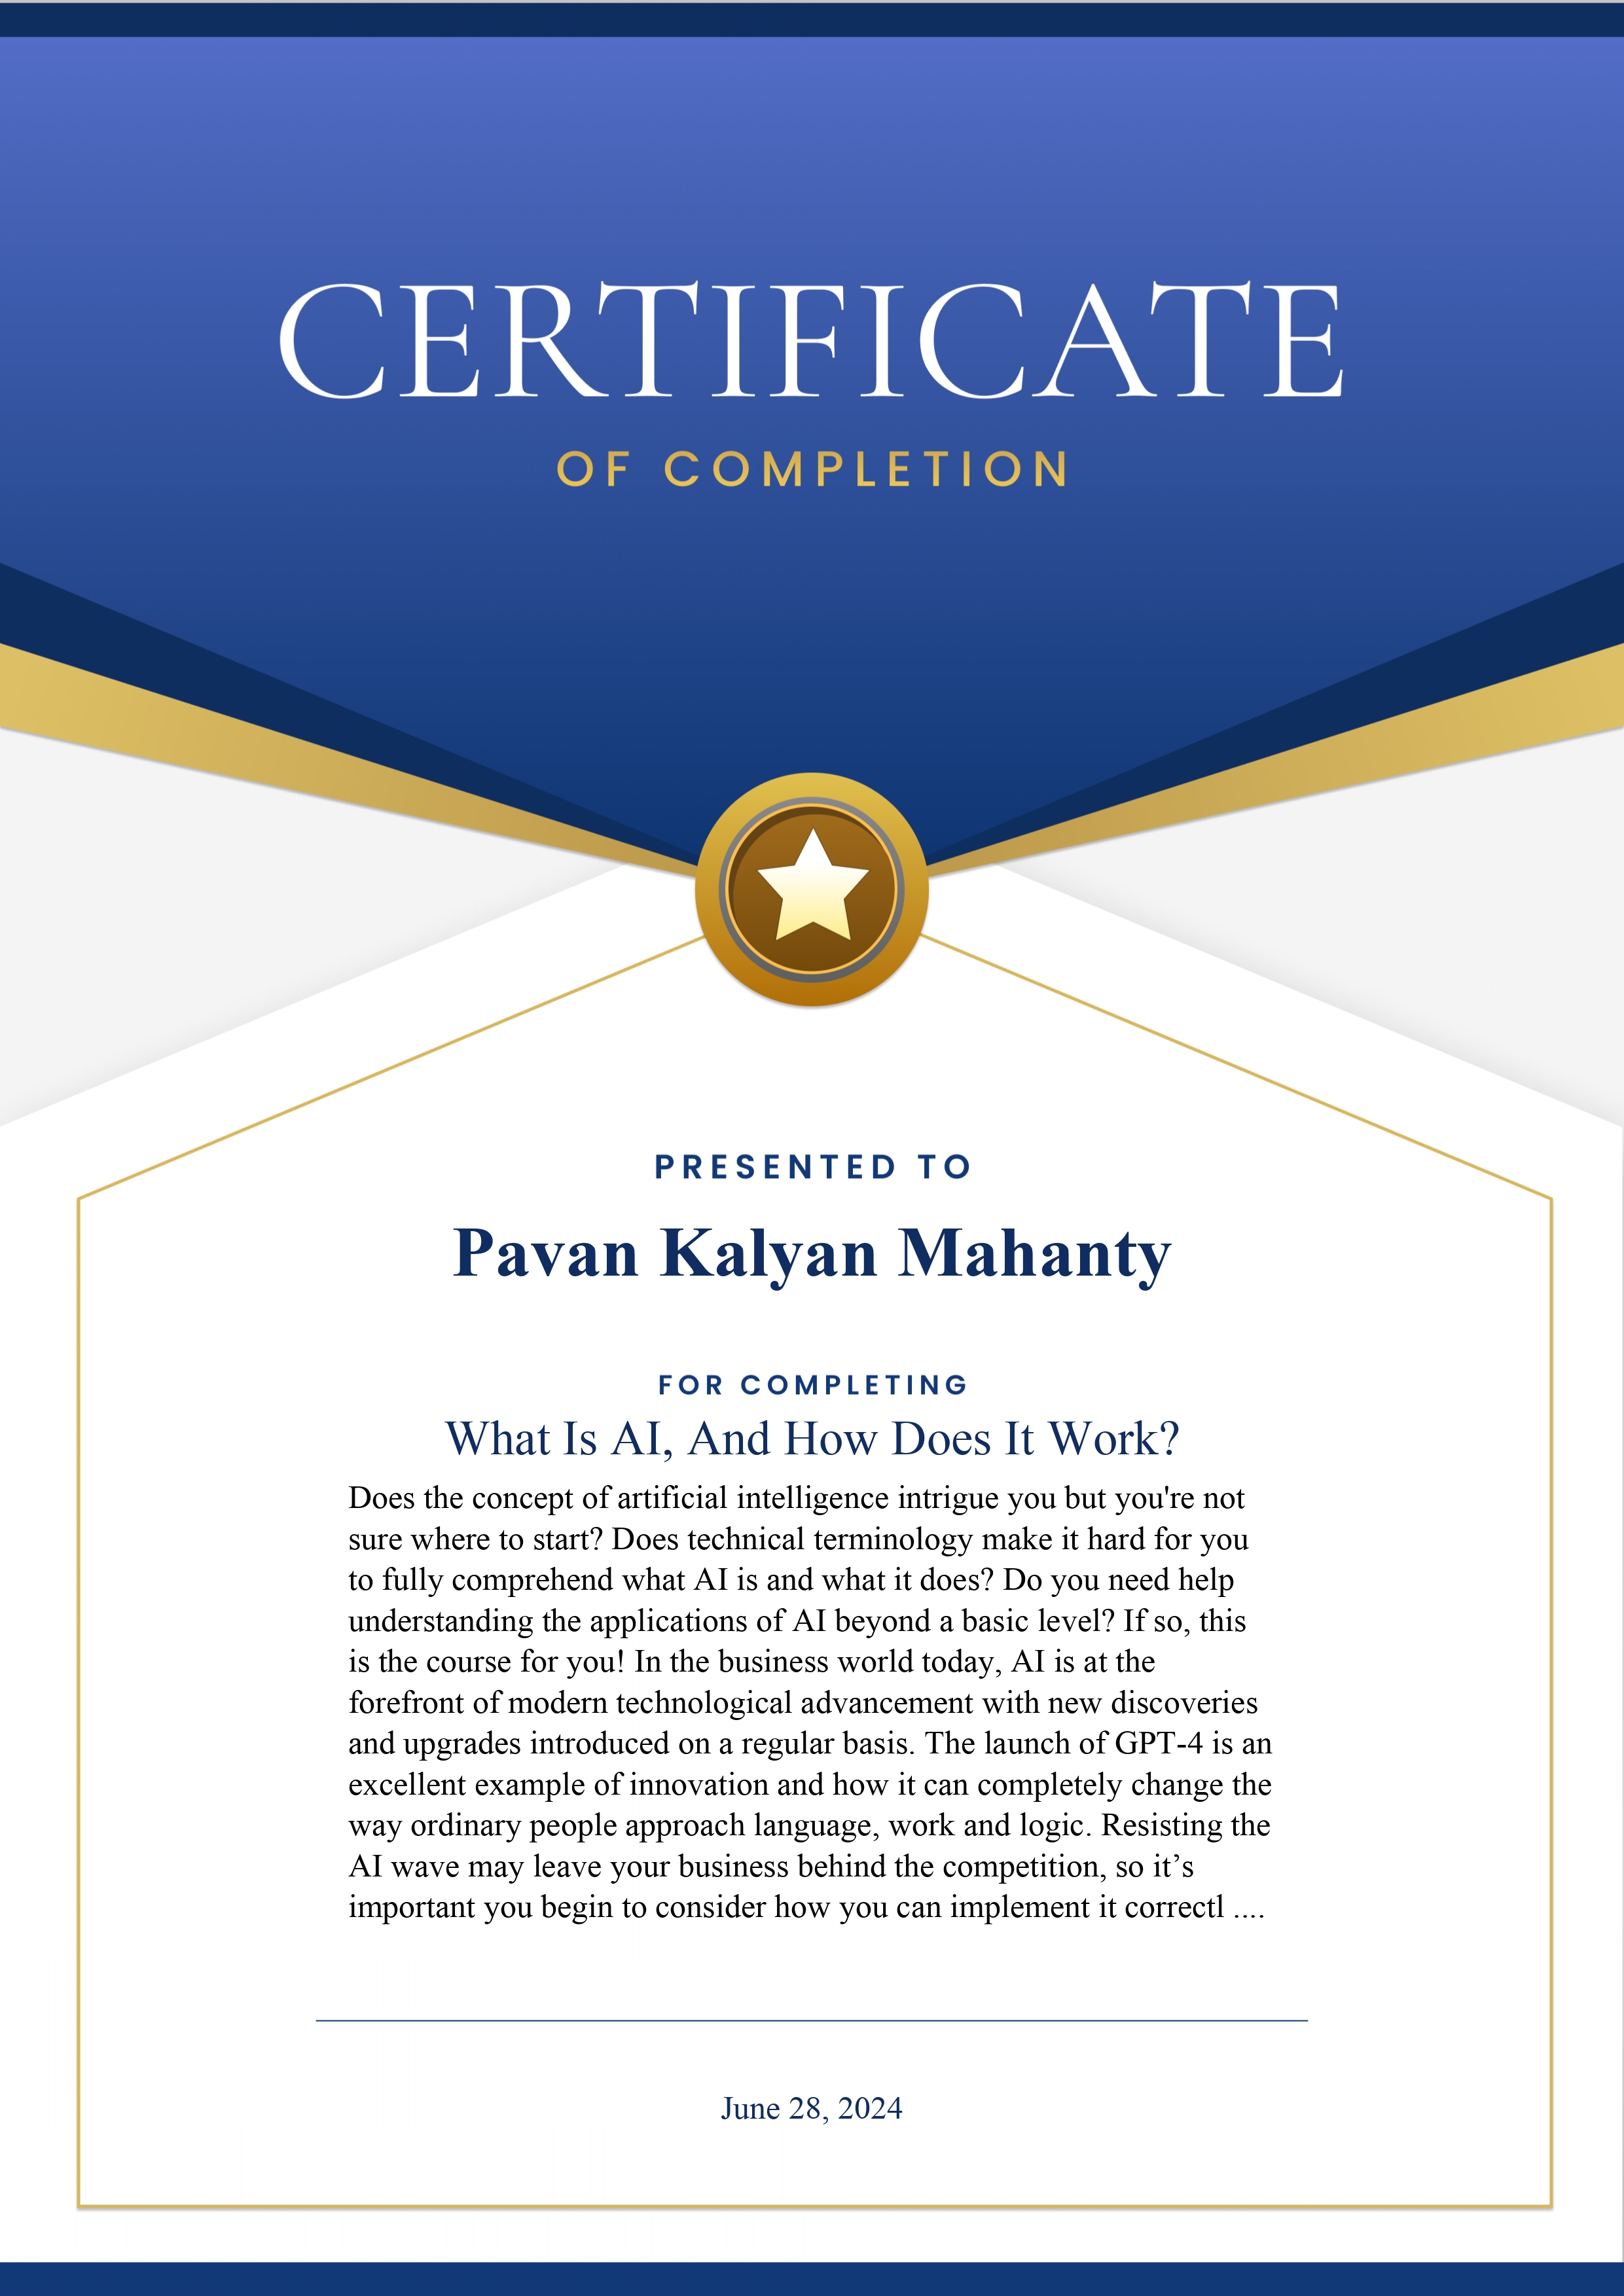 CERTIFICATE
OF COMPLETION
PRESENTED TO
Pavan Kalyan Mahanty
FOR COMPLETING
What Is AI, And How Does It Work?
Does the concept of artificial intelligence intrigue you but you're not
sure where to start? Does technical terminology make it hard for you
to fully comprehend what AI is and what it does? Do you need help
understanding the applications of AI beyond a basic level? If so, this
is the course for you! In the business world today, AI is at the
forefront of modern technological advancement with new discoveries
and upgrades introduced on a regular basis. The launch of GPT-4 is an
excellent example of innovation and how it can completely change the
way ordinary people approach language, work and logic. Resisting the
AI wave may leave your business behind the competition, so it’s
important you begin to consider how you can implement it correctl ....
June 28, 2024